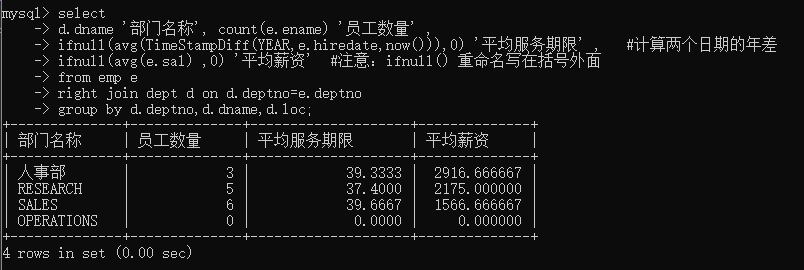 mysql> select
    -> d.dname '部门名称', count(e.ename) '员工数量' ,
    -> ifnull(avg(TimeStampDiff(YEAR,e.hiredate,now())),0) '平均服务期限' ,   #计算两个日期的年差
    -> ifnull(avg(e.sal) ,0) '平均薪资'  #注意：ifnull() 重命名写在括号外面
    -> from emp e
    -> right join dept d on d.deptno=e.deptno
    -> group by d.deptno,d.dname,d.loc;
+--------------+--------------+--------------------+--------------+
| 部门名称     | 员工数量     | 平均服务期限       | 平均薪资     |
+--------------+--------------+--------------------+--------------+
| 人事部       |            3 |            39.3333 |  2916.666667 |
| RESEARCH     |            5 |            37.4000 |  2175.000000 |
| SALES        |            6 |            39.6667 |  1566.666667 |
| OPERATIONS   |            0 |             0.0000 |     0.000000 |
+--------------+--------------+--------------------+--------------+
4 rows in set (0.00 sec)